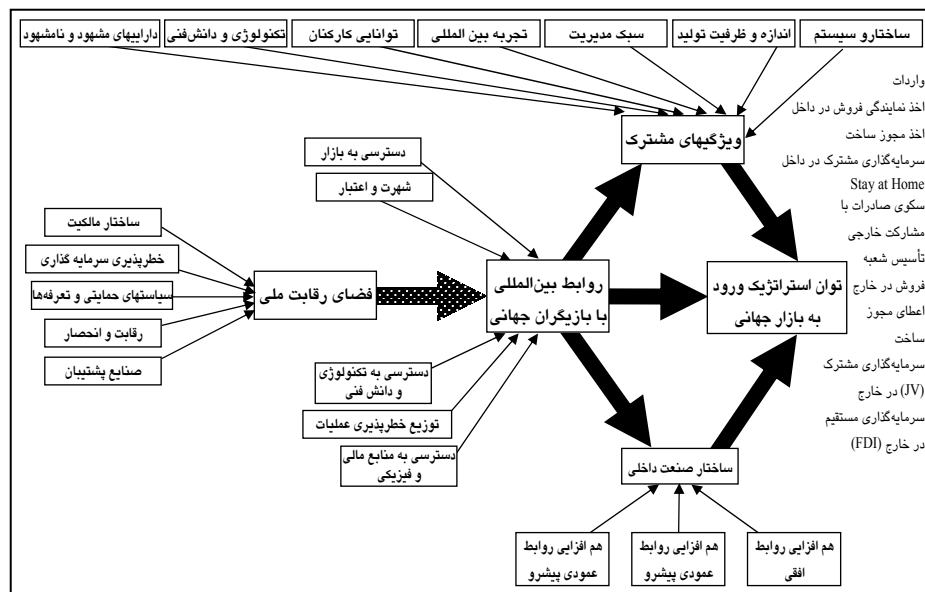 ساختارو سیستم
اندازه و ظرفیت تولید
سبک مدیریت
تجربه بین المللی
توانایی کارکنان
تکنولوژی و دانش‌فنی
داراییهای مشهود و نامشهود
واردات
اخذ نمایندگی فروش در داخل
اخذ مجوز ساخت
سرمایه‌گذاری مشترک در داخل
Stay at Home
سکوی صادرات با
مشارکت خارجی
تأسیس شعبه
فروش در خارج
اعطای مجوز
ساخت
سرمایه‌گذاری مشترک
(JV) در خارج
سرمایه‌گذاری مستقیم
در خارج (FDI)
ویژگیهای مشترک
دسترسی به بازار
شهرت و اعتبار
ساختار مالکیت
خطرپذیری سرمایه گذاری
سیاستهای حمایتی و تعرفه‌ها
رقابت و انحصار
صنایع پشتیبان
فضای رقابت ملی
روابط بین‌المللی
با بازیگران جهانی
توان استراتژیک ورود
به بازار جهانی
دسترسی به تکنولوژی
و دانش فنی
توزیع خطرپذیری عملیات
دسترسی به منابع مالی
و فیزیکی
ساختار صنعت داخلی
هم افزایی روابط
افقی
هم افزایی روابط
عمودی پیشرو
هم افزایی روابط
عمودی پیشرو